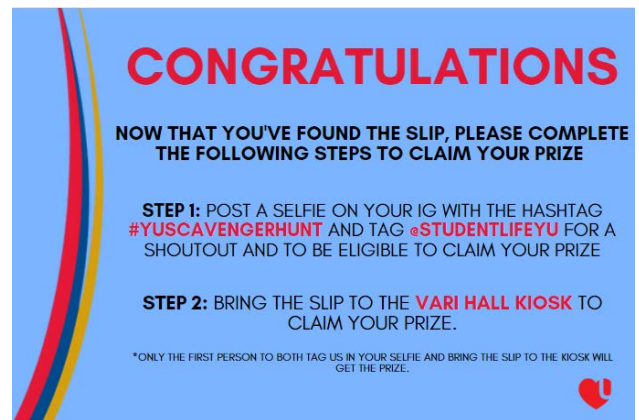 CONGRATULATIONS
NOW THAT YOU'VE FOUND THE SLIP, PLEASE COMPLETE
THE FOLLOWING STEPS TO CLAIM YOUR PRIZE
STEP 1: POST A SELFIE ON YOUR IG WITH THE HASHTAG
#YUSCAVENGERHUNT AND TAG @STUDENTLIFEYU FOR A
SHOUTOUT AND TO BE ELIGIBLE TO CLAIM YOUR PRIZE
STEP 2: BRING THE SLIP TO THE VARI HALL KIOSK TO
CLAIM YOUR PRIZE.
*ONLY THE FIRST PERSON TO BOTH TAG US IN YOUR SELFIE AND BRING THE SLIP TO THE KIOSK WILL
GET THE PRIZE.
U